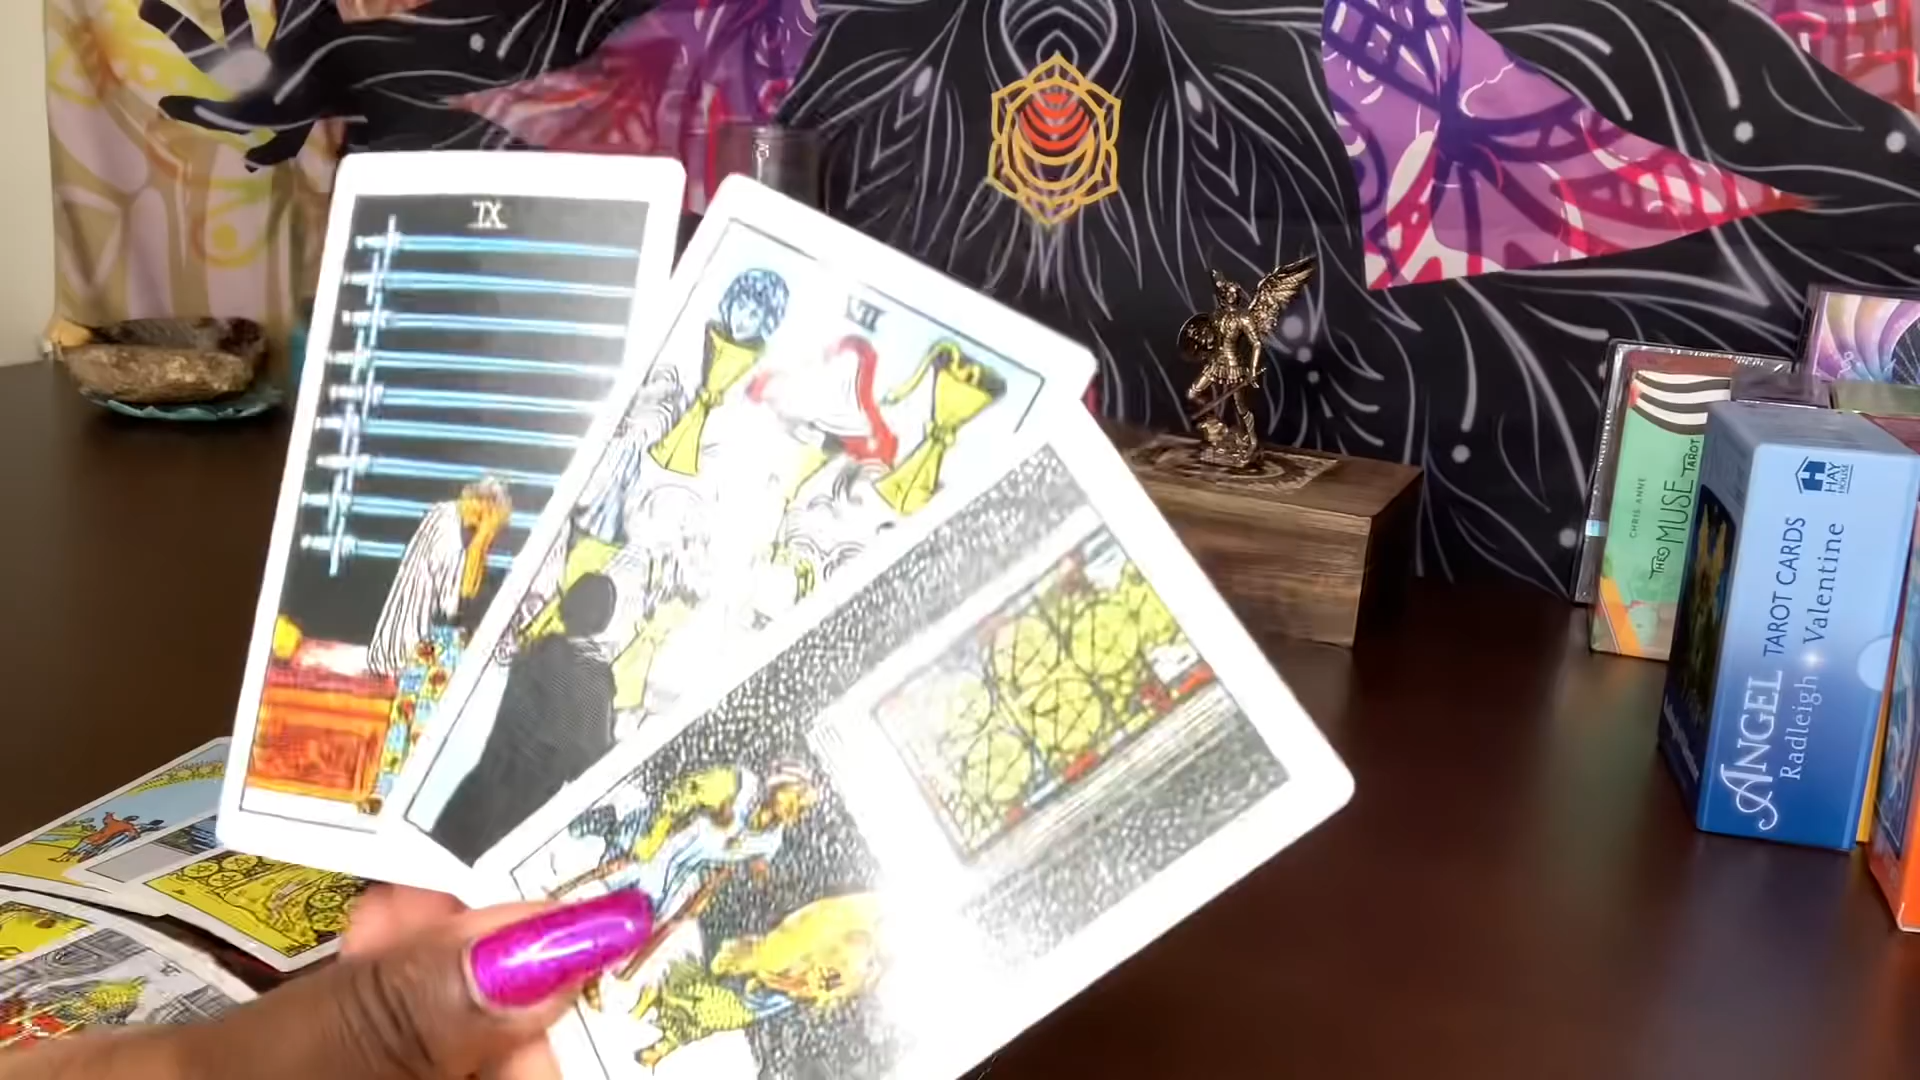 IX
VII
CHRIS-ANNE
THE MUSE TAROT
HAY
HOUSE
ANGEL TAROT CARDS
Radleigh Valentine